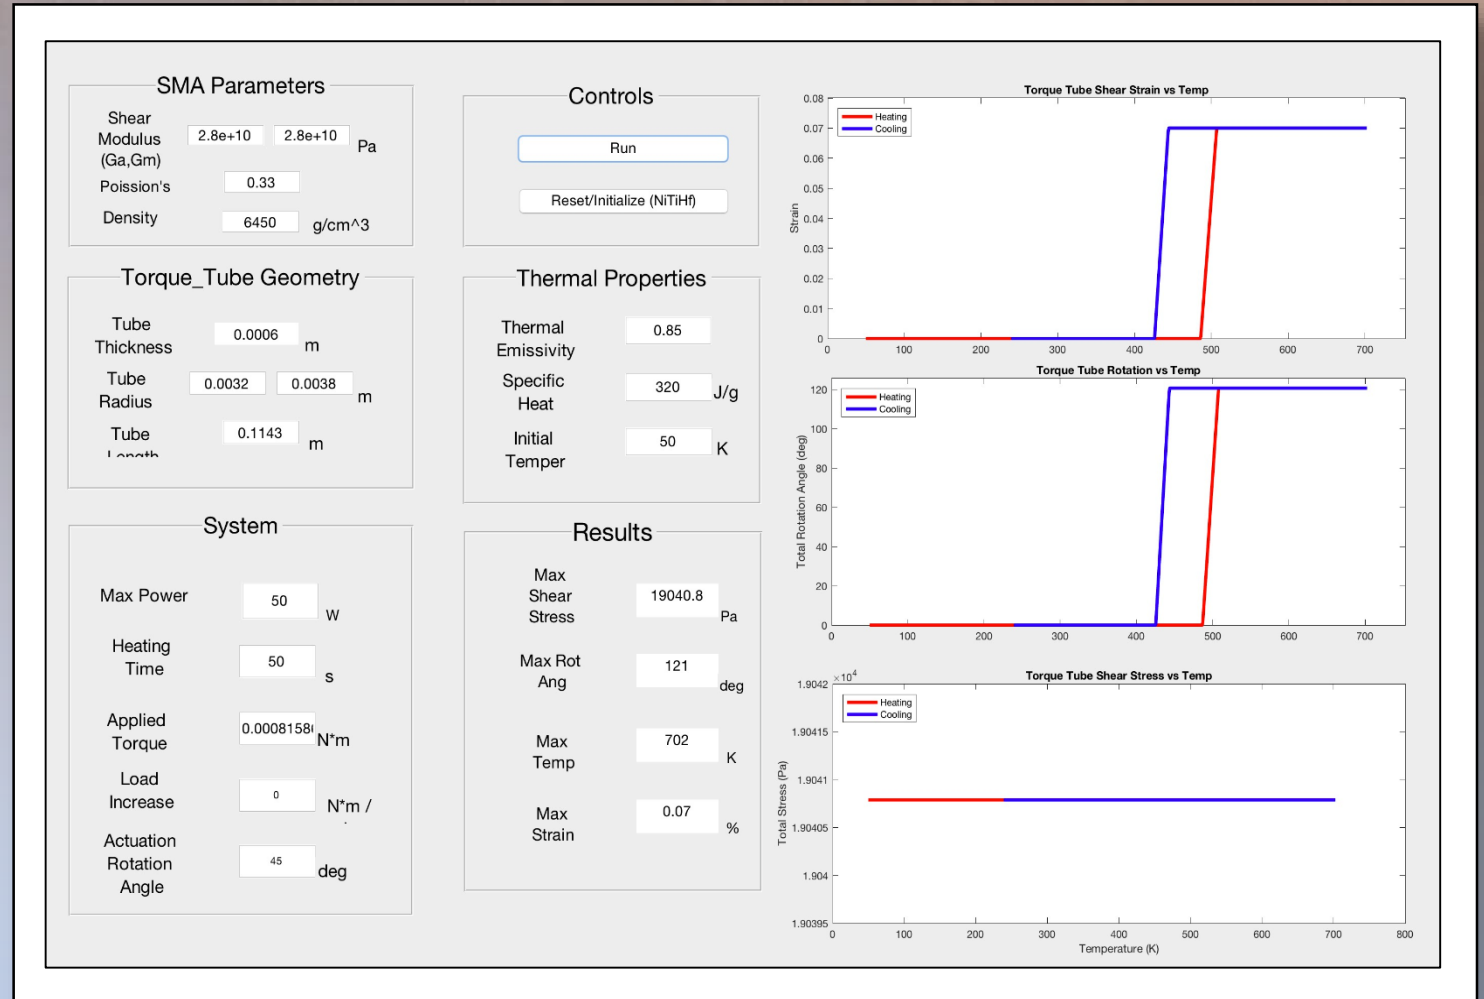 SMA Parameters
Shear
Modulus
(Ga,Gm)
2.8e+10
2.8e+10
Pa
Poission's
0.33
Density
6450
g/cm^3
Torque_Tube Geometry
Tube
Thickness
0.0006
m
Tube
Radius
0.0032
0.0038
m
Tube
Length
0.1143
m
System
Max Power
50
W
Heating
Time
50
s
Applied
Torque
0.00081586
N*m
Load
Increase
0
N*m /
Actuation
Rotation
Angle
45
deg
Controls
Run
Reset/Initialize (NiTiHf)
Thermal Properties
Thermal
Emissivity
0.85
Specific
Heat
320
J/g
Initial
Temper
50
K
Results
Max
Shear
Stress
19040.8
Pa
Max Rot
Ang
121
deg
Max
Temp
702
K
Max
Strain
0.07
%
Torque Tube Shear Strain vs Temp
Heating
Cooling
Strain
0.08
0.07
0.06
0.05
0.04
0.03
0.02
0.01
0
0 100 200 300 400 500 600 700
Torque Tube Rotation vs Temp
Heating
Cooling
Total Rotation Angle (deg)
120
100
80
60
40
20
0
0 100 200 300 400 500 600 700
Torque Tube Shear Stress vs Temp
×10^4
Heating
Cooling
Total Stress (Pa)
1.9042
1.90415
1.9041
1.90405
1.904
1.90395
0 100 200 300 400 500 600 700 800
Temperature (K)